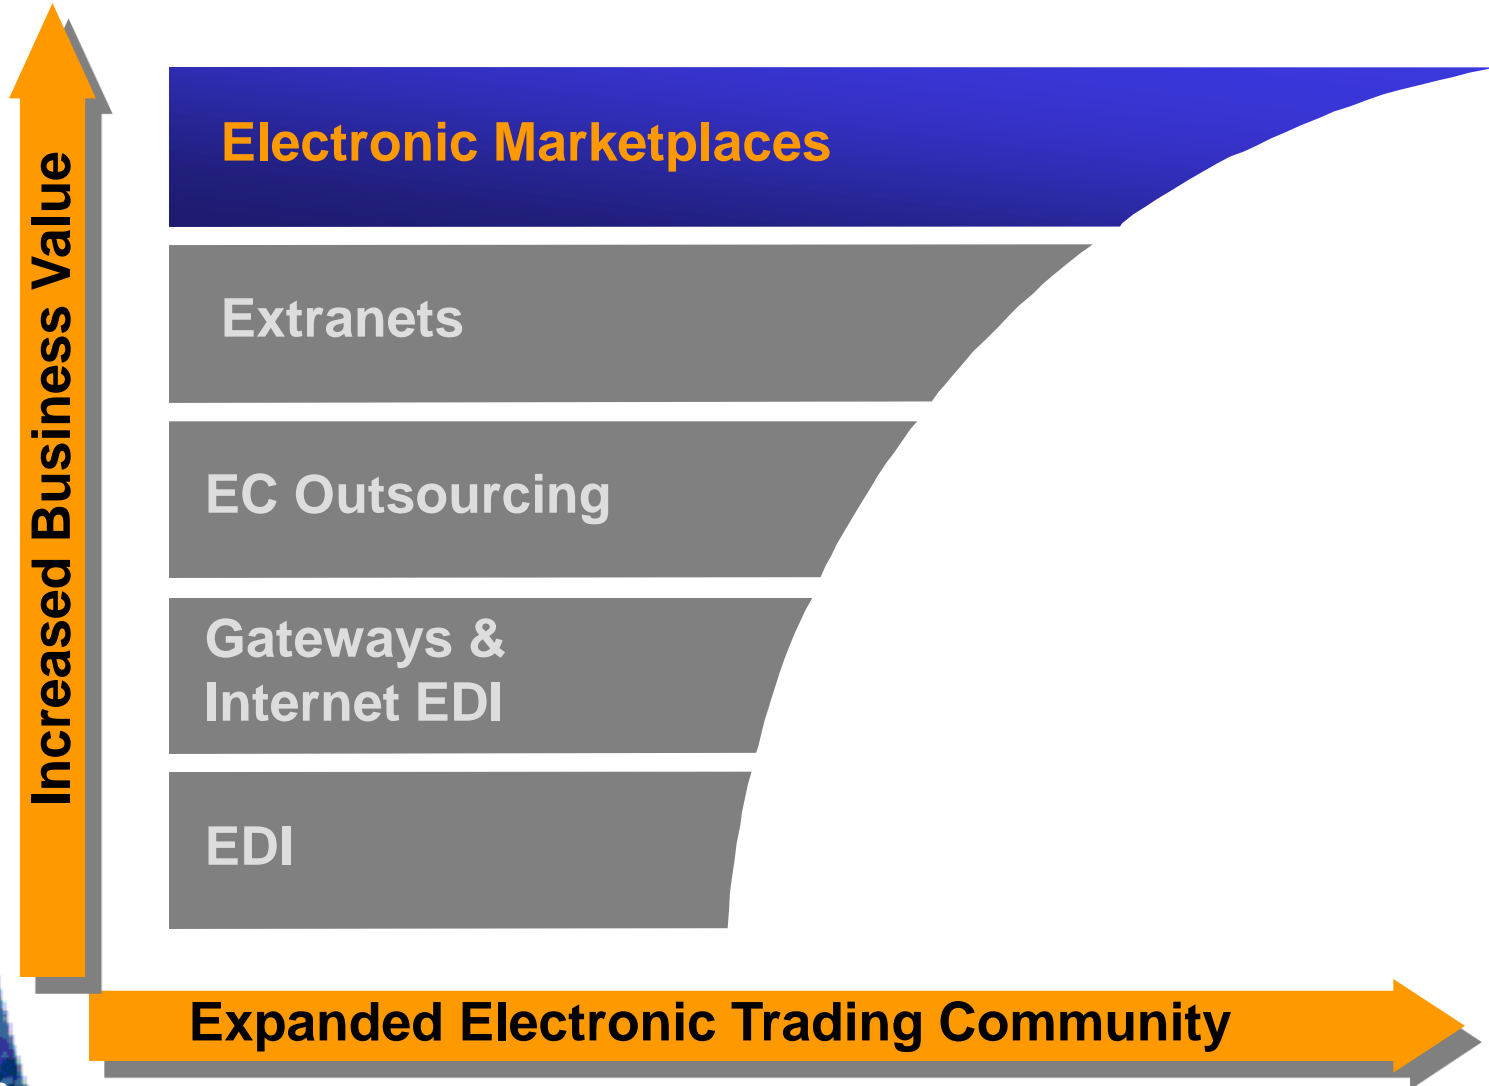 Increased Business Value
Electronic Marketplaces
Extranets
EC Outsourcing
Gateways &
Internet EDI
EDI
Expanded Electronic Trading Community